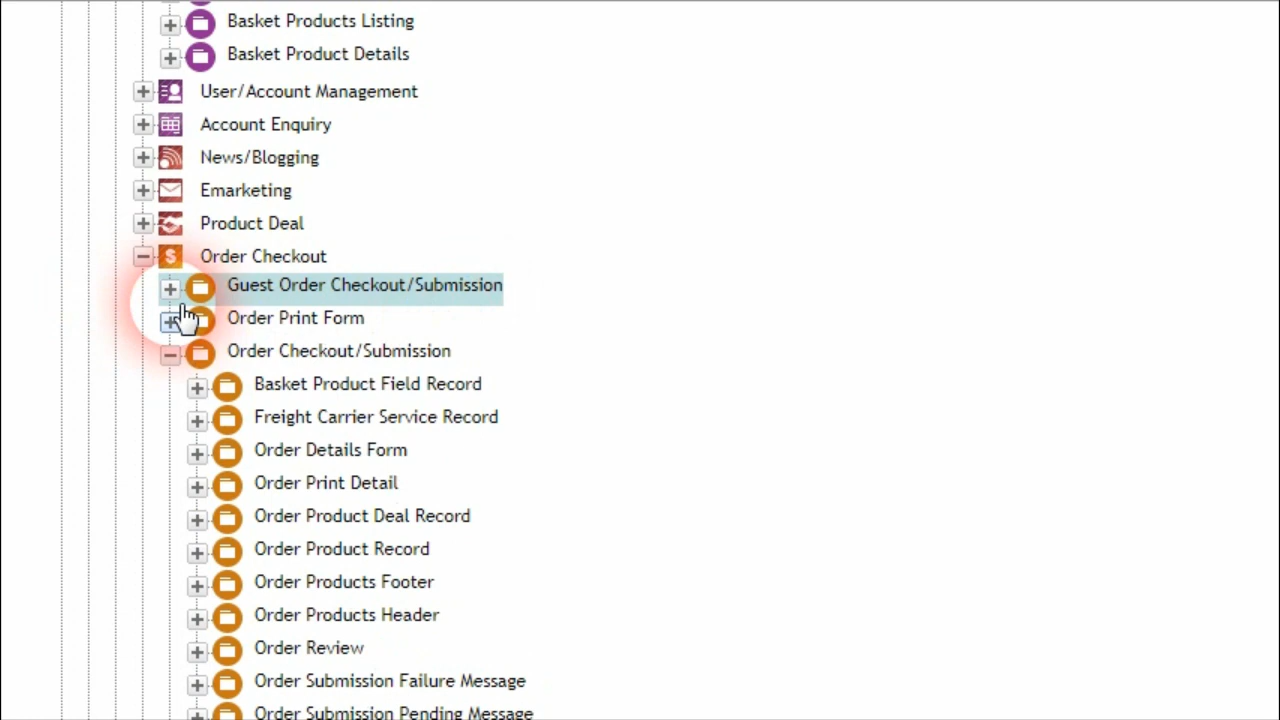 Basket Products Listing
Basket Product Details
User/Account Management
Account Enquiry
News/Blogging
Emarketing
Product Deal
Order Checkout
Guest Order Checkout/Submission
Order Print Form
Order Checkout/Submission
Basket Product Field Record
Freight Carrier Service Record
Order Details Form
Order Print Detail
Order Product Deal Record
Order Product Record
Order Products Footer
Order Products Header
Order Review
Order Submission Failure Message
Order Submission Pending Message